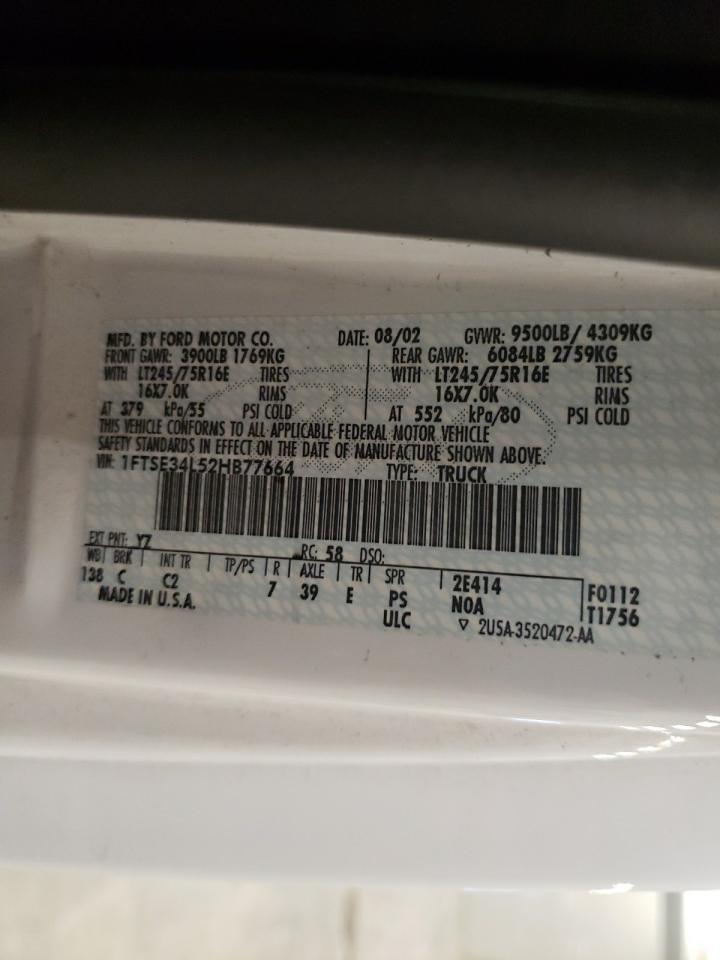 MFD. BY FORD MOTOR CO. DATE: 08/02 GVWR: 9500LB/ 4309KG
FRONT GAWR: 3900LB 1769KG REAR GAWR: 6084LB 2759KG
WITH LT245/75R16E TIRES WITH LT245/75R16E TIRES
16X7.0K RIMS 16X7.0K RIMS
AT 379 kPa/55 PSI COLD AT 552 kPa/80 PSI COLD
THIS VEHICLE CONFORMS TO ALL APPLICABLE FEDERAL MOTOR VEHICLE
SAFETY STANDARDS IN EFFECT ON THE DATE OF MANUFACTURE SHOWN ABOVE.
VIN: 1FTSE34L52HB77664 TYPE: TRUCK
EXT PNT: YZ RC: 58 DSO:
WB BRK INT TR TP/PS R AXLE TR SPR 2E414 F0112
138 C C2 7 39 E PS N0A T1756
MADE IN U.S.A. ULC ▽ 2U5A-3520472-AA